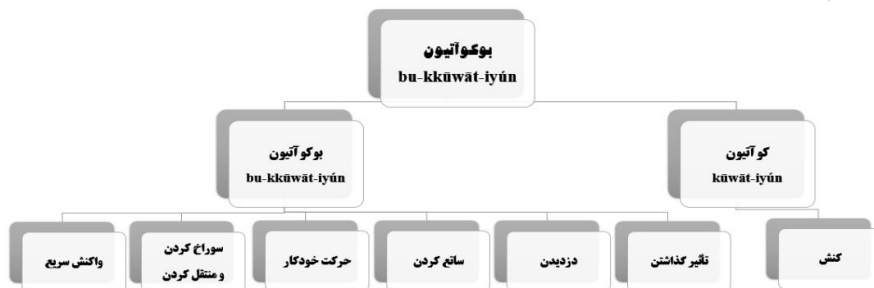 بوکوآتیون
bu-kkūwāt-iyún
کوآتیون
kūwāt-iyún
بوکوآتیون
bu-kkūwāt-iyún
کنش
تأثیر گذاشتن
دزدیدن
ساتع کردن
حرکت خودکار
سوراخ کردن
و منتقل کردن
واکنش سریع